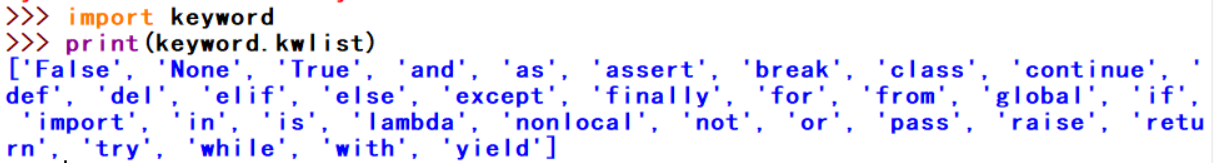 >>> import keyword
>>> print(keyword.kwlist)
['False', 'None', 'True', 'and', 'as', 'assert', 'break', 'class', 'continue', '
def', 'del', 'elif', 'else', 'except', 'finally', 'for', 'from', 'global', 'if',
 'import', 'in', 'is', 'lambda', 'nonlocal', 'not', 'or', 'pass', 'raise', 'retu
rn', 'try', 'while', 'with', 'yield']